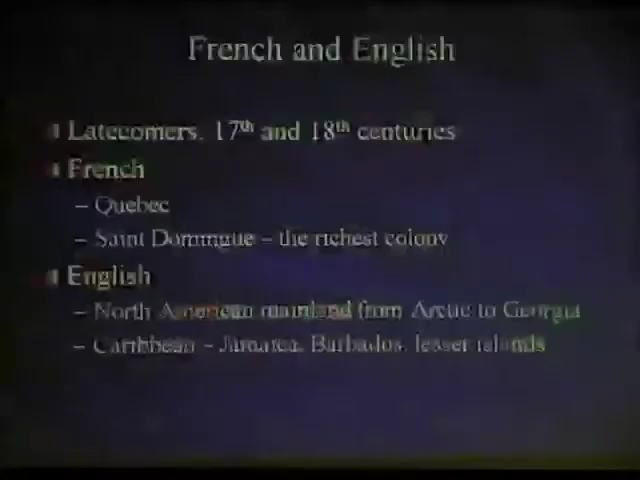 French and English
Latecomers, 17th and 18th centuries
French
– Quebec
– Saint Domingue – the richest colony
English
– North American mainland from Arctic to Georgia
– Caribbean – Jamaica, Barbados, lesser islands